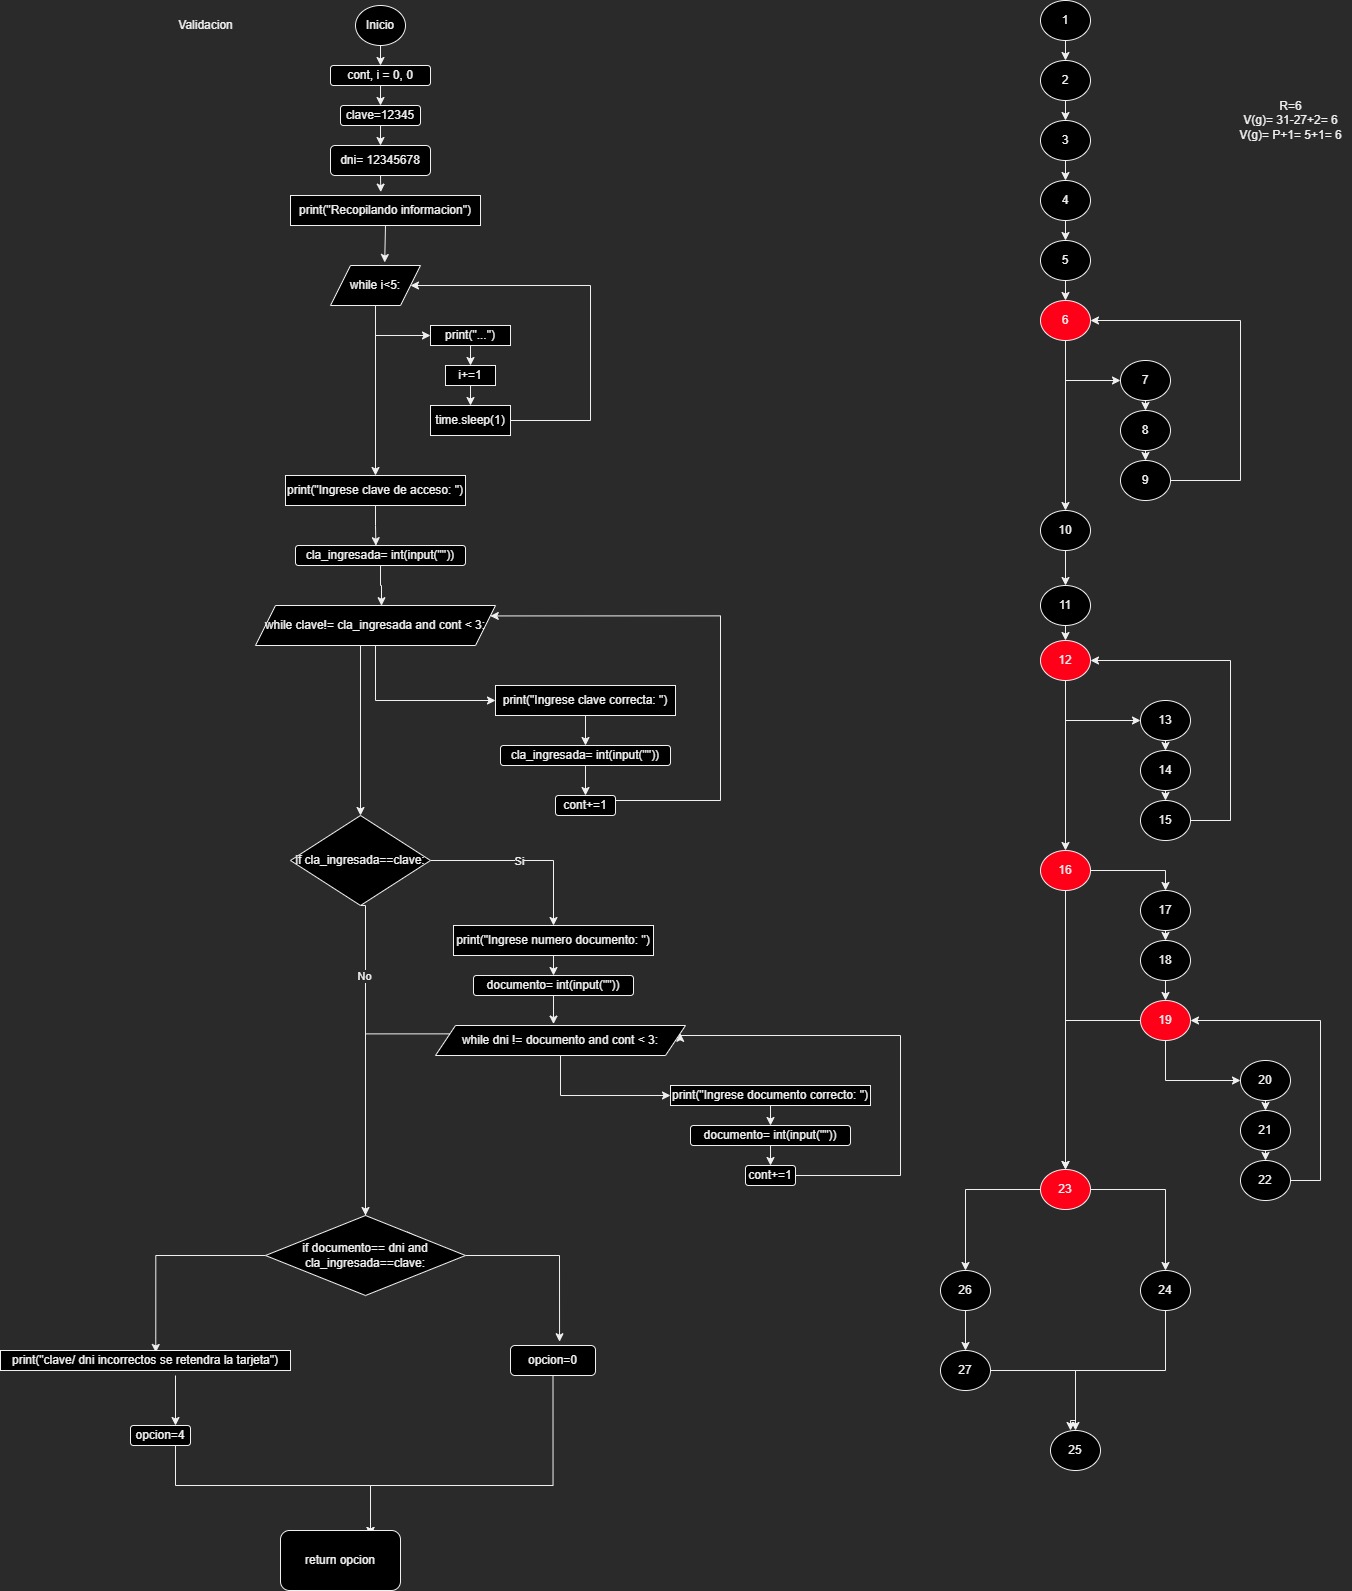 Validacion
Inicio
cont, i = 0, 0
clave=12345
dni= 12345678
print("Recopilando informacion")
while i<5:
print("...")
i+=1
time.sleep(1)
print("Ingrese clave de acceso: ")
cla_ingresada= int(input(""))
while clave!= cla_ingresada and cont < 3:
print("Ingrese clave correcta: ")
cla_ingresada= int(input(""))
cont+=1
if cla_ingresada==clave:
Si
No
print("Ingrese numero documento: ")
documento= int(input(""))
while dni != documento and cont < 3:
print("Ingrese documento correcto: ")
documento= int(input(""))
cont+=1
if documento== dni and
cla_ingresada==clave:
print("clave/ dni incorrectos se retendra la tarjeta")
opcion=0
opcion=4
return opcion
1
2
3
4
5
6
7
8
9
10
11
12
13
14
15
16
17
18
19
20
21
22
23
26
24
27
25
R=6
V(g)= 31-27+2= 6
V(g)= P+1= 5+1= 6